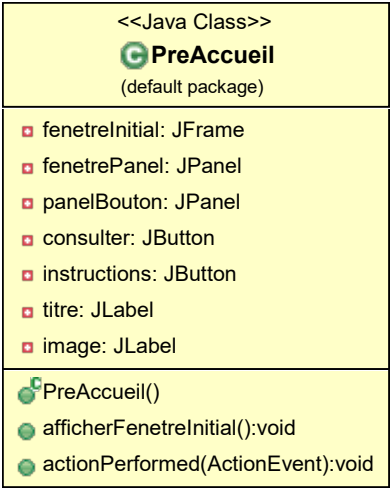 <<Java Class>>
PreAccueil
(default package)
fenetreInitial: JFrame
fenetrePanel: JPanel
panelBouton: JPanel
consulter: JButton
instructions: JButton
titre: JLabel
image: JLabel
PreAccueil()
afficherFenetreInitial():void
actionPerformed(ActionEvent):void